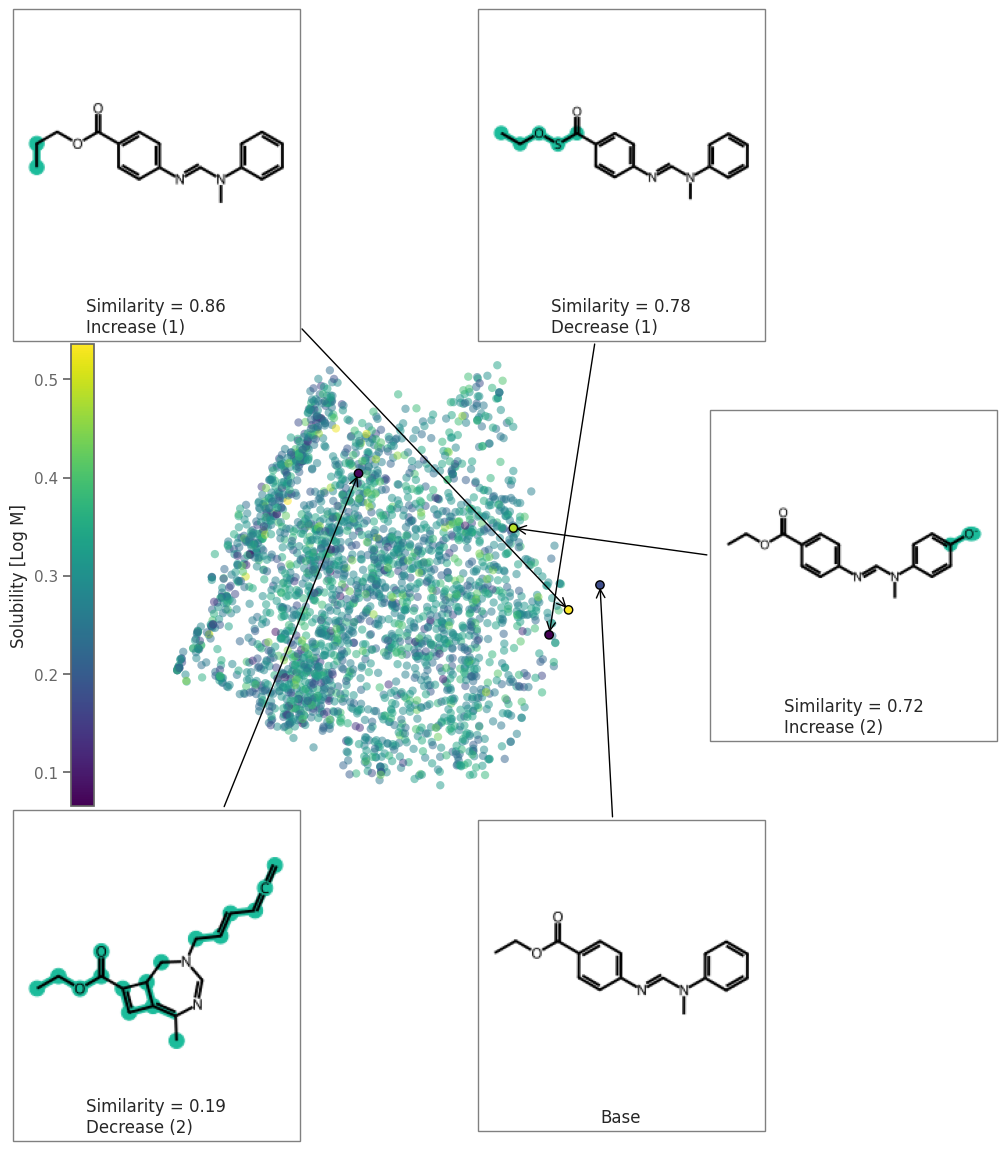 O
O
N
N
Similarity = 0.86
Increase (1)
O
O
S
N
N
Similarity = 0.78
Decrease (1)
0.5
0.4
0.3
0.2
0.1
Solubility [Log M]
O
O
N
N
O⁻
Similarity = 0.72
Increase (2)
C
O
O
N
N
Similarity = 0.19
Decrease (2)
O
O
N
N
Base